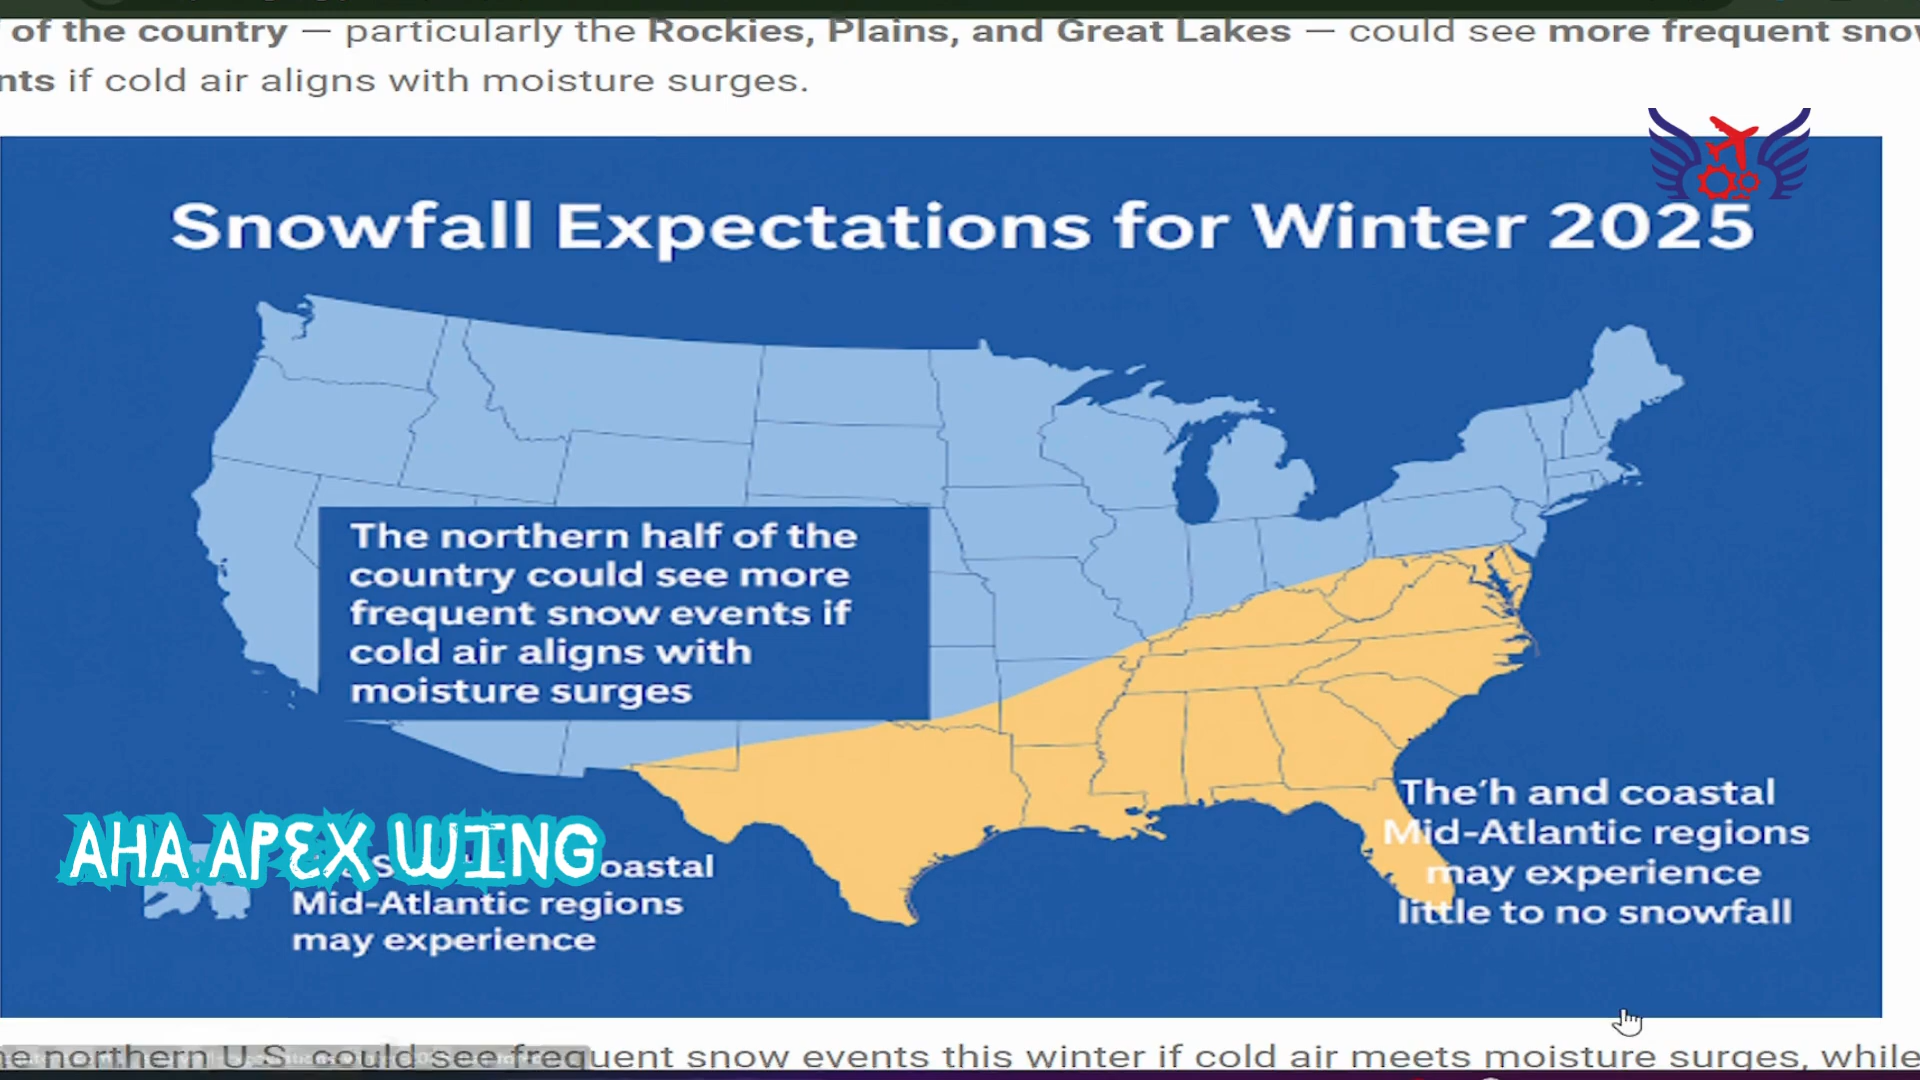 of the country — particularly the Rockies, Plains, and Great Lakes — could see more frequent snow
nts if cold air aligns with moisture surges.
Snowfall Expectations for Winter 2025
The northern half of the
country could see more
frequent snow events if
cold air aligns with
moisture surges
The'h and coastal
Mid-Atlantic regions
may experience
little to no snowfall
AHA APEX WING
oastal
Mid-Atlantic regions
may experience
he northern U.S. could see frequent snow events this winter if cold air meets moisture surges, while